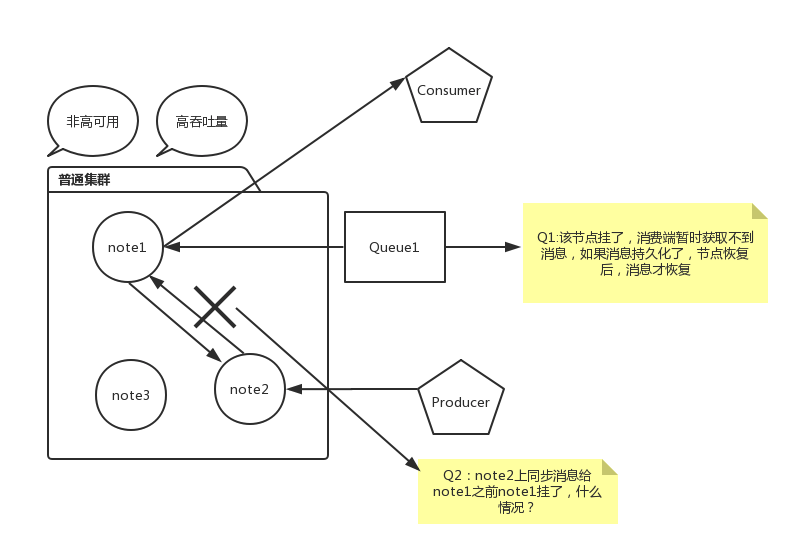 Consumer
非高可用
高吞吐量
普通集群
note1
Queue1
Q1:该节点挂了，消费端暂时获取不到
消息，如果消息持久化了，节点恢复
后，消息才恢复
note3
note2
Producer
Q2：note2上同步消息给
note1之前note1挂了，什么
情况？